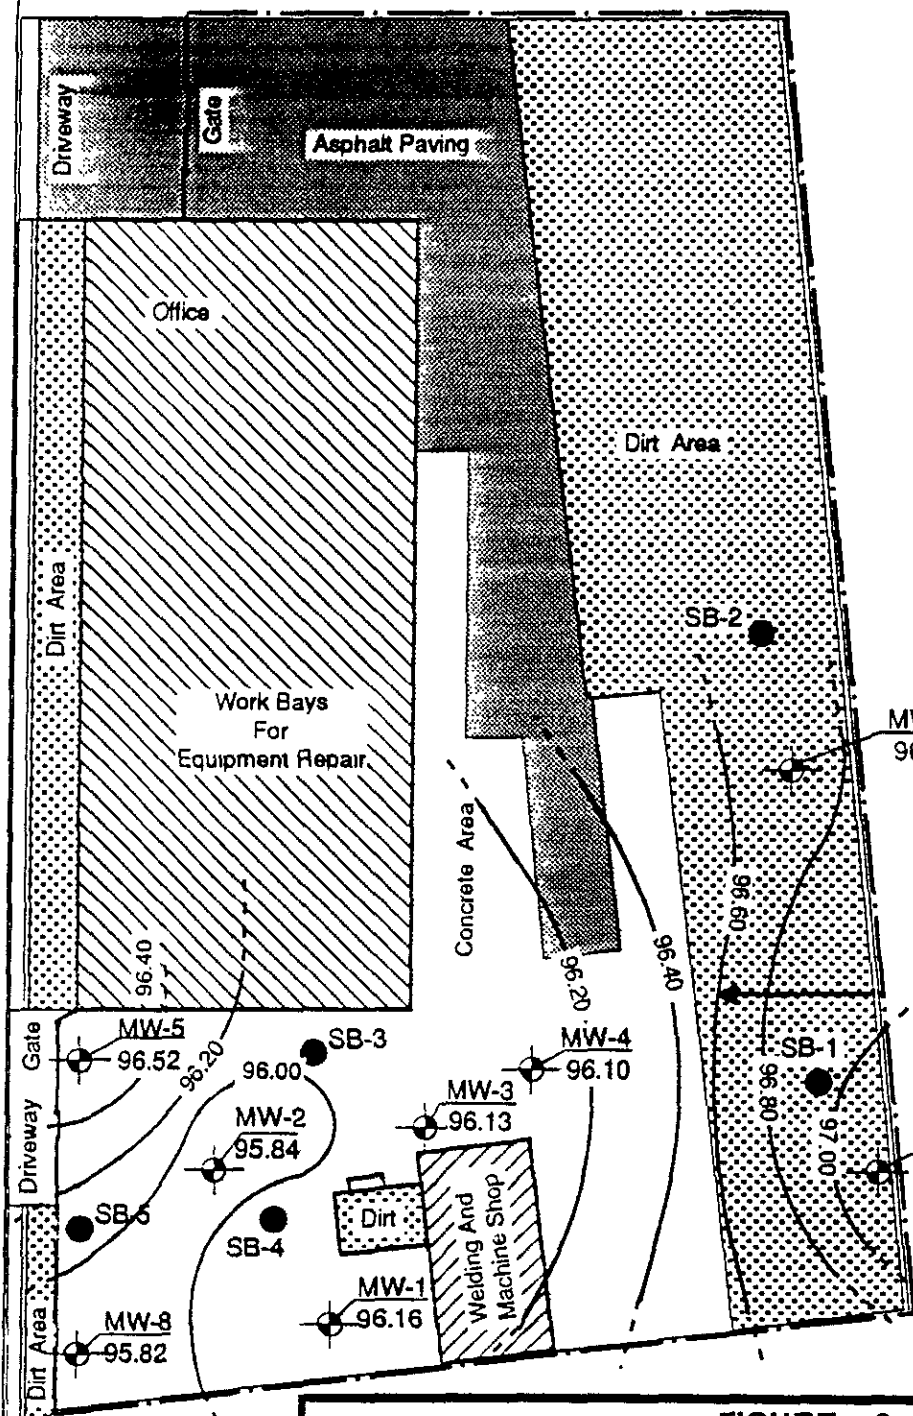 Driveway
Gate
Asphalt Paving
Office
Dirt Area
Dirt Area
SB-2
Work Bays
For
Equipment Repair
Concrete Area
96.60
96.40
96.20
96.40
Gate
MW-5
96.52
96.20
SB-3
96.00
MW-4
96.10
SB-1
96.80
97.00
MW-3
96.13
MW-2
95.84
Driveway
SB-5
SB-4
Dirt
Welding And
Machine Shop
MW-1
96.16
MW-8
95.82
Dirt Area